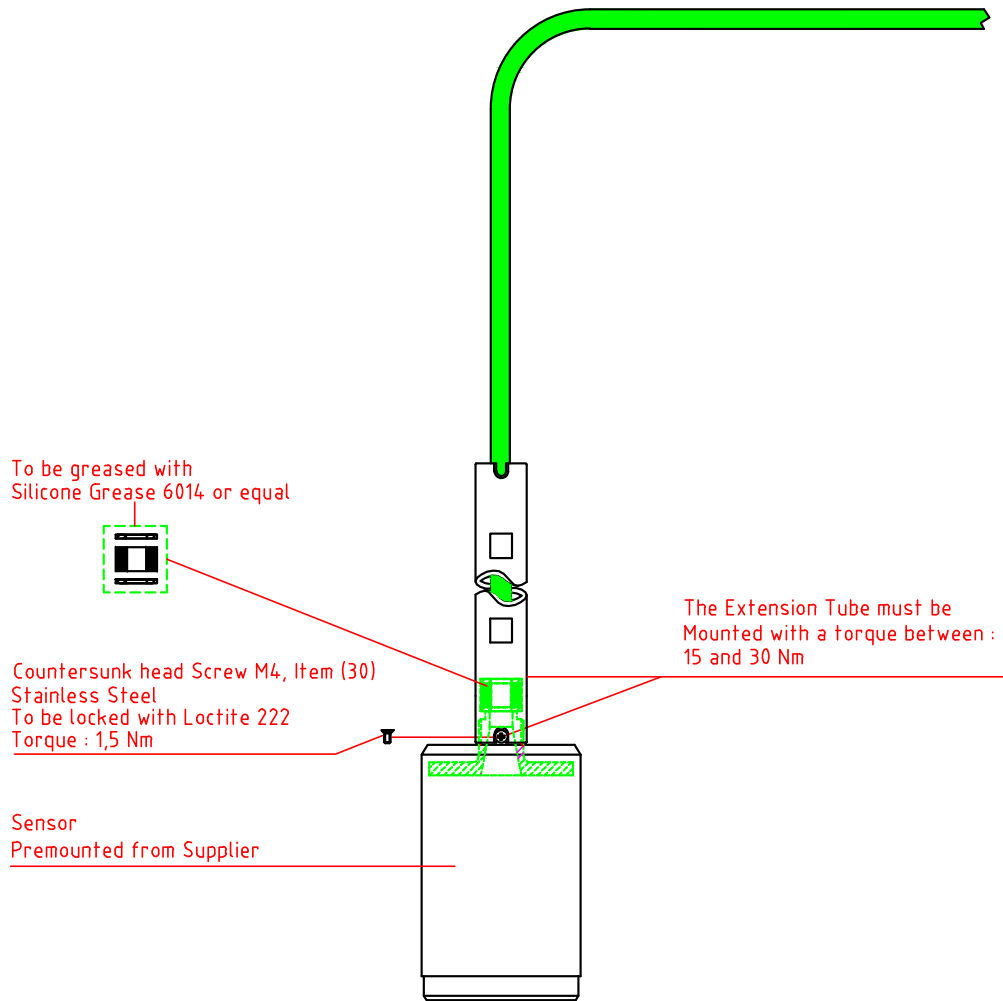 To be greased with
Silicone Grease 6014 or equal
The Extension Tube must be
Mounted with a torque between :
15 and 30 Nm
Countersunk head Screw M4, Item (30)
Stainless Steel
To be locked with Loctite 222
Torque : 1,5 Nm
Sensor
Premounted from Supplier